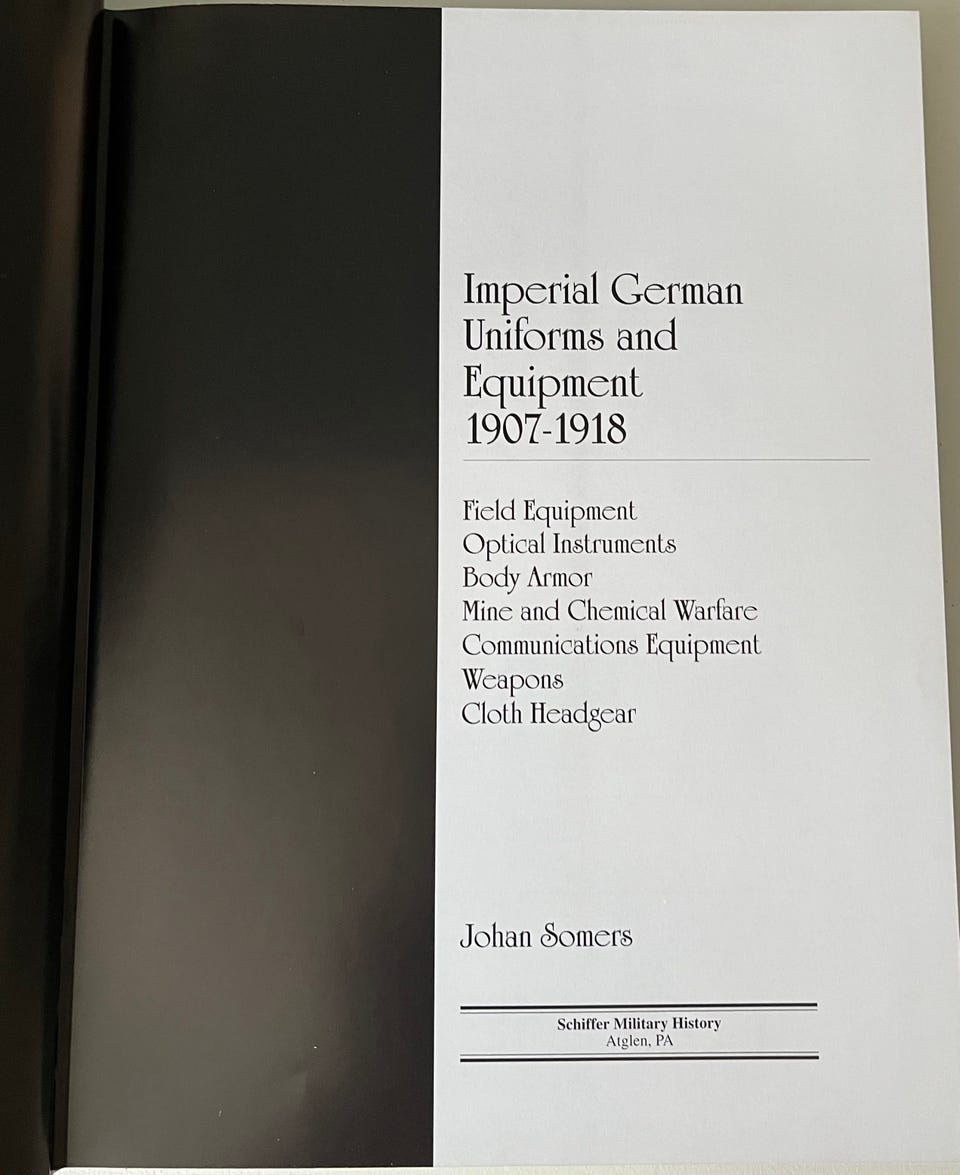 Imperial German
Uniforms and
Equipment
1907-1918
Field Equipment
Optical Instruments
Body Armor
Mine and Chemical Warfare
Communications Equipment
Weapons
Cloth Headgear
Johan Somers
Schiffer Military History
Atglen, PA